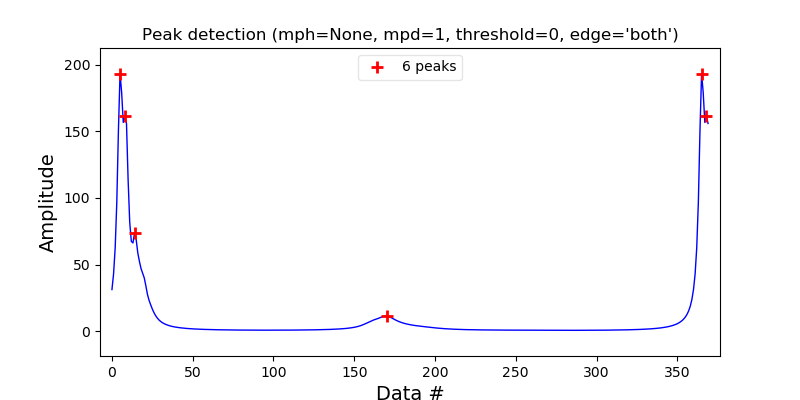 Peak detection (mph=None, mpd=1, threshold=0, edge='both')
6 peaks
Amplitude
200
150
100
50
0
0 50 100 150 200 250 300 350
Data #